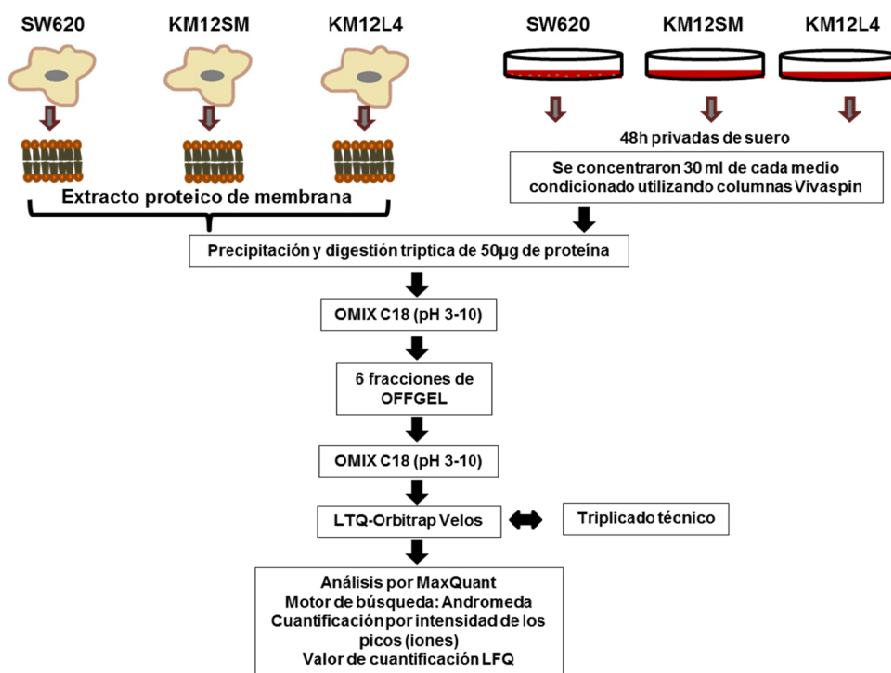 SW620 KM12SM KM12L4
SW620 KM12SM KM12L4
Extracto proteico de membrana
48h privadas de suero
Se concentraron 30 ml de cada medio
condicionado utilizando columnas Vivaspin
Precipitación y digestión triptica de 50µg de proteína
OMIX C18 (pH 3-10)
6 fracciones de
OFFGEL
OMIX C18 (pH 3-10)
LTQ-Orbitrap Velos
Triplicado técnico
Análisis por MaxQuant
Motor de búsqueda: Andromeda
Cuantificación por intensidad de los
picos (iones)
Valor de cuantificación LFQ